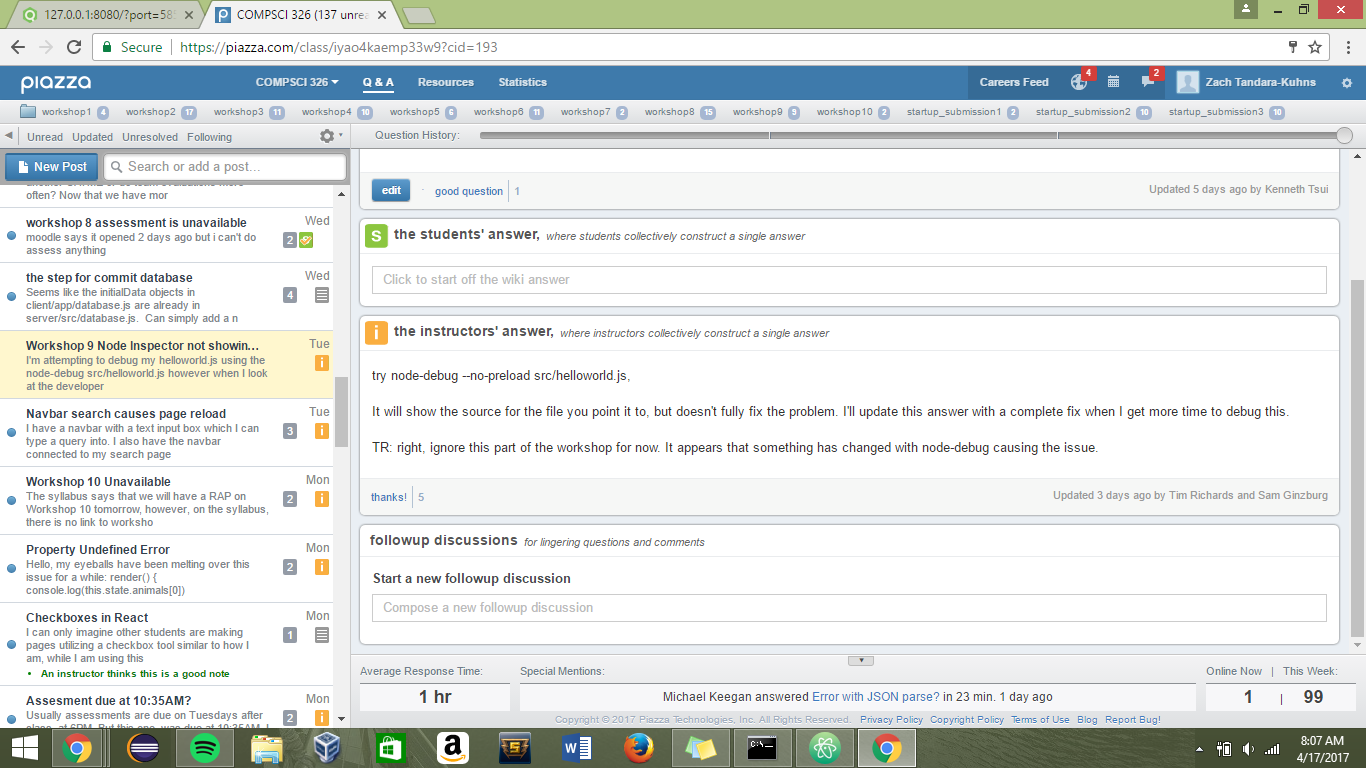 127.0.0.1:8080/?port=585
COMPSCI 326 (137 unrea
Secure https://piazza.com/class/iyao4kaemp33w9?cid=193
piazza COMPSCI 326 Q & A Resources Statistics Careers Feed 4 2 Zach Tandara-Kuhns
workshop1 4 workshop2 17 workshop3 11 workshop4 10 workshop5 6 workshop6 11 workshop7 2 workshop8 15 workshop9 9 workshop10 2 startup_submission1 2 startup_submission2 10 startup_submission3 10
Unread Updated Unresolved Following
Question History:
New Post Search or add a post...
often? Now that we have mor
workshop 8 assessment is unavailable Wed
moodle says it opened 2 days ago but i can't do 2
assess anything
the step for commit database Wed
Seems like the initialData objects in 4
client/app/database.js are already in
server/src/database.js. Can simply add a n
Workshop 9 Node Inspector not showin... Tue
I'm attempting to debug my helloworld.js using the i
node-debug src/helloworld.js however when I look
at the developer
Navbar search causes page reload Tue
I have a navbar with a text input box which I can 3 i
type a query into. I also have the navbar
connected to my search page
Workshop 10 Unavailable Mon
The syllabus says that we will have a RAP on 2 i
Workshop 10 tomorrow, however, on the syllabus,
there is no link to worksho
Property Undefined Error Mon
Hello, my eyeballs have been melting over this 2 i
issue for a while: render() {
console.log(this.state.animals[0])
Checkboxes in React Mon
I can only imagine other students are making 1
pages utilizing a checkbox tool similar to how I
am, while I am using this
• An instructor thinks this is a good note
Assesment due at 10:35AM? Mon
Usually assessments are due on Tuesdays after 2 i
edit · good question 1 Updated 5 days ago by Kenneth Tsui
S the students' answer, where students collectively construct a single answer
Click to start off the wiki answer
i the instructors' answer, where instructors collectively construct a single answer
try node-debug --no-preload src/helloworld.js,
It will show the source for the file you point it to, but doesn't fully fix the problem. I'll update this answer with a complete fix when I get more time to debug this.
TR: right, ignore this part of the workshop for now. It appears that something has changed with node-debug causing the issue.
thanks! 5 Updated 3 days ago by Tim Richards and Sam Ginzburg
followup discussions for lingering questions and comments
Start a new followup discussion
Compose a new followup discussion
Average Response Time: Special Mentions: Online Now | This Week:
1 hr Michael Keegan answered Error with JSON parse? in 23 min. 1 day ago 1 | 99
Copyright © 2017 Piazza Technologies, Inc. All Rights Reserved. Privacy Policy Copyright Policy Terms of Use Blog Report Bug!
8:07 AM
4/17/2017